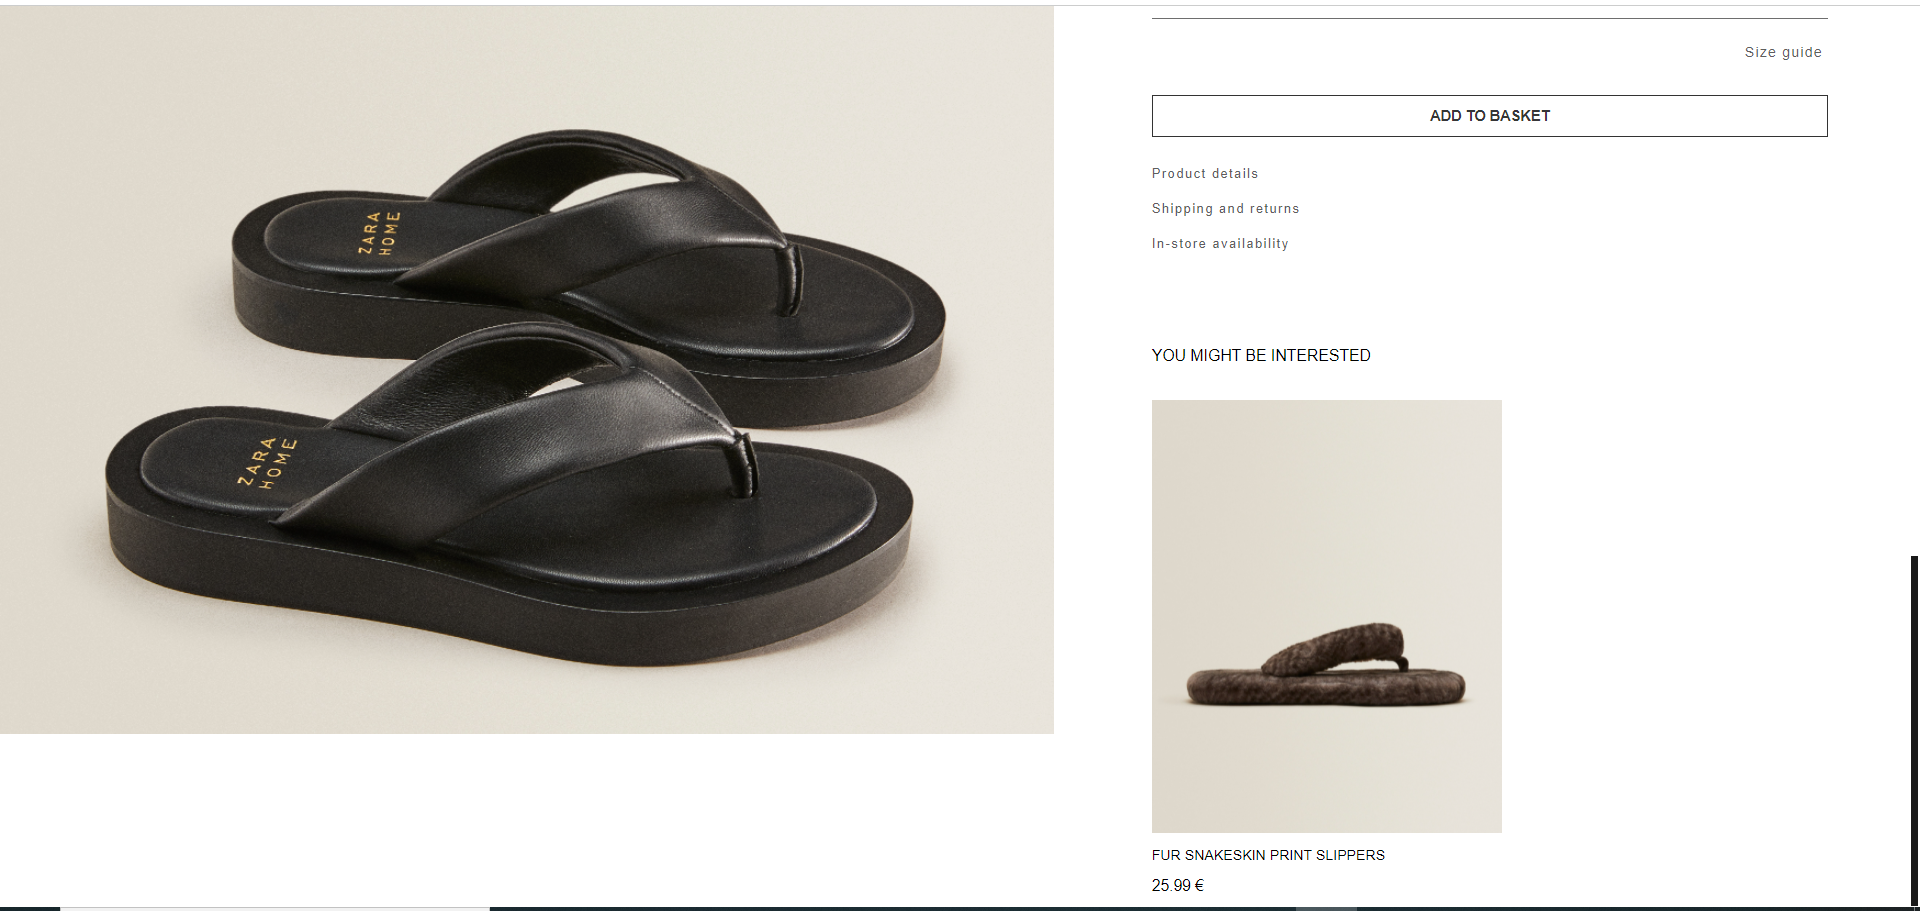 ZARA
HOME
ZARA
HOME
Size guide
ADD TO BASKET
Product details
Shipping and returns
In-store availability
YOU MIGHT BE INTERESTED
FUR SNAKESKIN PRINT SLIPPERS
25.99 €